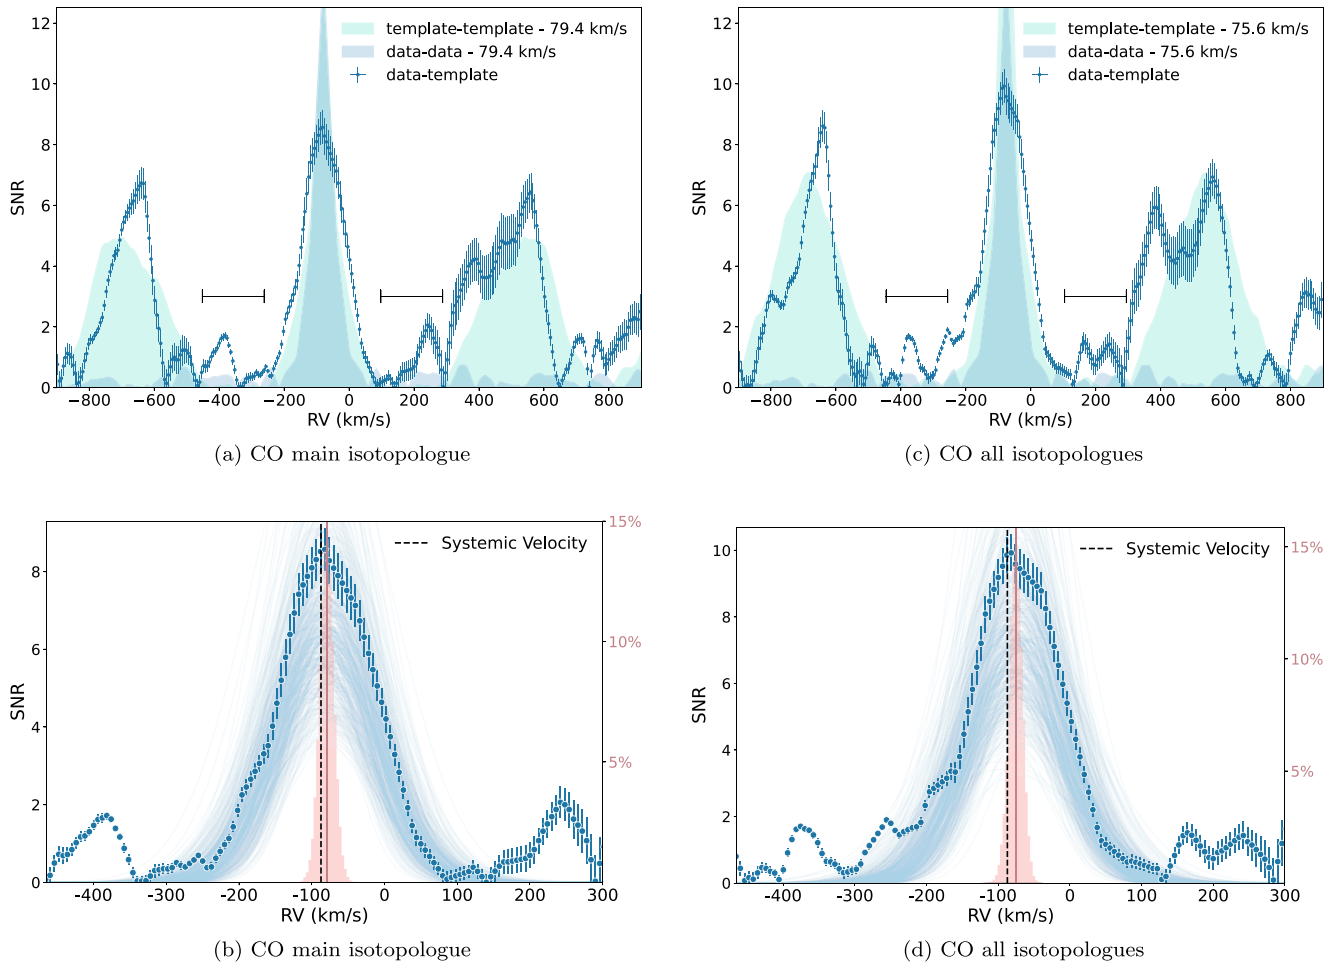 template-template - 79.4 km/s
data-data - 79.4 km/s
data-template
12
10
8
6
4
2
0
SNR
−800 −600 −400 −200 0 200 400 600 800
RV (km/s)
(a) CO main isotopologue
template-template - 75.6 km/s
data-data - 75.6 km/s
data-template
12
10
8
6
4
2
0
SNR
−800 −600 −400 −200 0 200 400 600 800
RV (km/s)
(c) CO all isotopologues
Systemic Velocity
8
6
4
2
0
SNR
15%
10%
5%
-400 -300 -200 -100 0 100 200 300
RV (km/s)
(b) CO main isotopologue
Systemic Velocity
10
8
6
4
2
0
SNR
15%
10%
5%
-400 -300 -200 -100 0 100 200 300
RV (km/s)
(d) CO all isotopologues